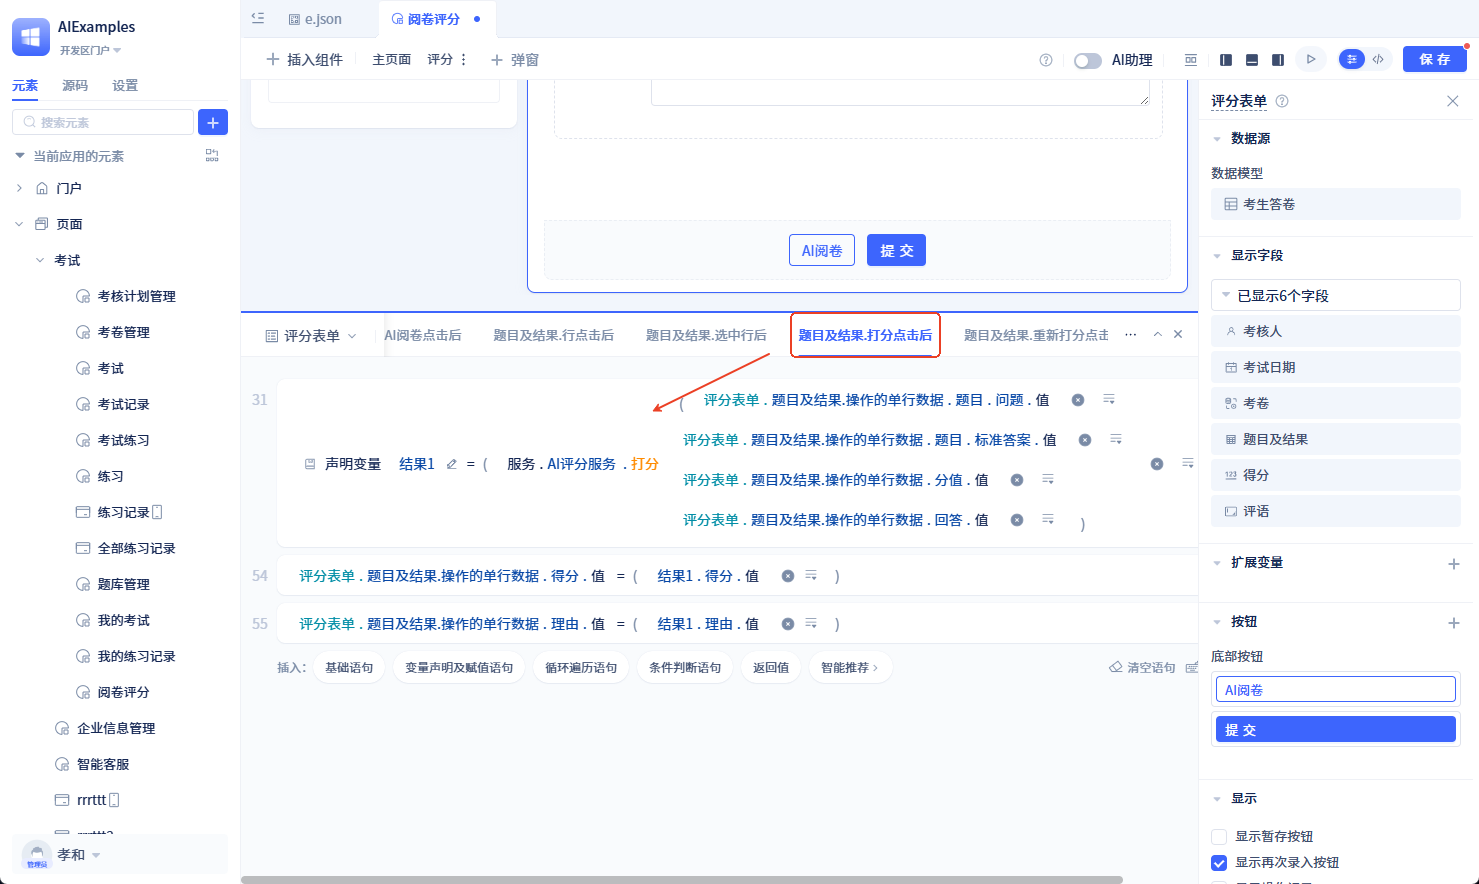 AIExamples
开发区门户
元素 源码 设置
搜索元素
当前应用的元素
门户
页面
考试
考核计划管理
考卷管理
考试
考试记录
考试练习
练习
练习记录
全部练习记录
题库管理
我的考试
我的练习记录
阅卷评分
企业信息管理
智能客服
rrrttt
管理员
孝和
e.json 阅卷评分
插入组件 主页面 评分 弹窗
AI助理
保 存
AI阅卷 提 交
评分表单 AI阅卷点击后 题目及结果.行点击后 题目及结果.选中行后 题目及结果.打分点击后 题目及结果.重新打分点击
31
声明变量 结果1 = ( 服务 . AI评分服务 . 打分
( 评分表单 . 题目及结果.操作的单行数据 . 题目 . 问题 . 值
评分表单 . 题目及结果.操作的单行数据 . 题目 . 标准答案 . 值
评分表单 . 题目及结果.操作的单行数据 . 分值 . 值
评分表单 . 题目及结果.操作的单行数据 . 回答 . 值 )
54 评分表单 . 题目及结果.操作的单行数据 . 得分 . 值 = ( 结果1 . 得分 . 值 )
55 评分表单 . 题目及结果.操作的单行数据 . 理由 . 值 = ( 结果1 . 理由 . 值 )
插入: 基础语句 变量声明及赋值语句 循环遍历语句 条件判断语句 返回值 智能推荐 清空语句
评分表单
数据源
数据模型
考生答卷
显示字段
已显示6个字段
考核人
考试日期
考卷
题目及结果
123 得分
评语
扩展变量
按钮
底部按钮
AI阅卷
提 交
显示
显示暂存按钮
显示再次录入按钮